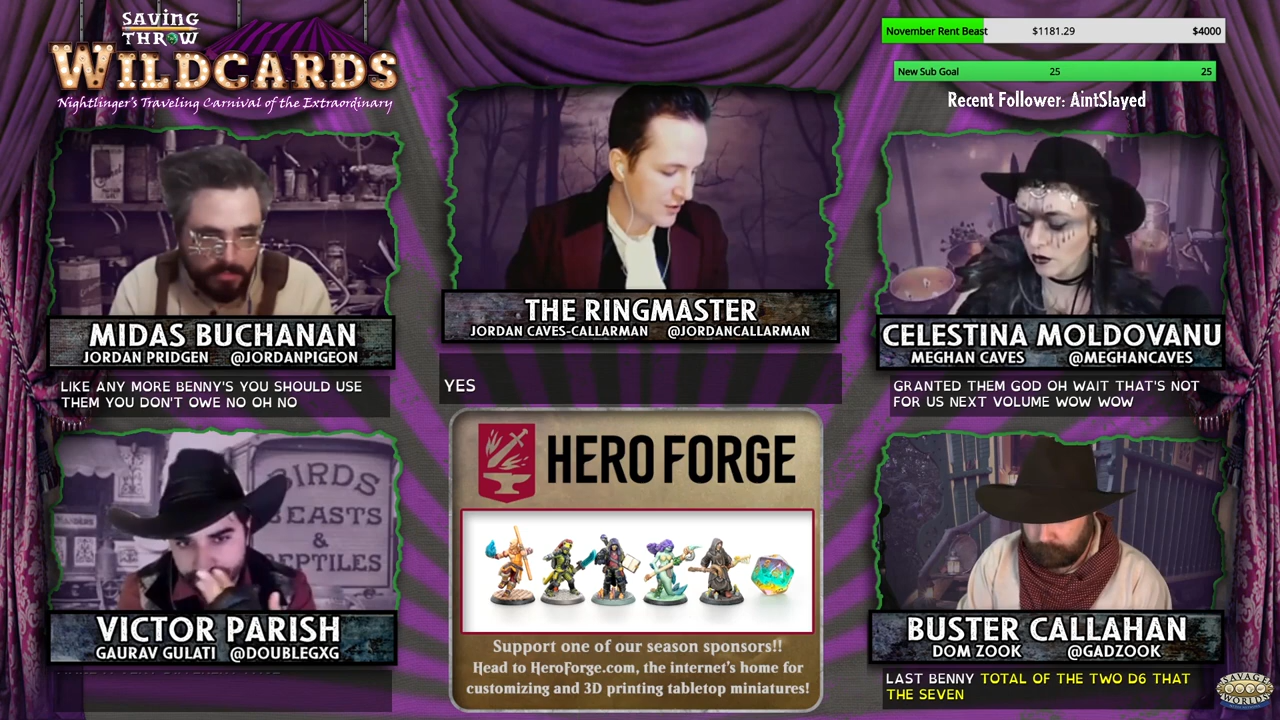 SAVING
THROW
WILDCARDS
Nightlinger's Traveling Carnival of the Extraordinary
November Rent Beast $1181.29 $4000
New Sub Goal 25 25
Recent Follower: AintSlayed
MIDAS BUCHANAN
JORDAN PRIDGEN @JORDANPIGEON
LIKE ANY MORE BENNY'S YOU SHOULD USE
THEM YOU DON'T OWE NO OH NO
THE RINGMASTER
JORDAN CAVES-CALLARMAN @JORDANCALLARMAN
YES
CELESTINA MOLDOVANU
MEGHAN CAVES @MEGHANCAVES
GRANTED THEM GOD OH WAIT THAT'S NOT
FOR US NEXT VOLUME WOW WOW
BIRDS
BEASTS
&
REPTILES
VICTOR PARISH
GAURAV GULATI @DOUBLEGXG
HERO FORGE
Support one of our season sponsors!!
Head to HeroForge.com, the internet's home for
customizing and 3D printing tabletop miniatures!
BUSTER CALLAHAN
DOM ZOOK @GADZOOK
LAST BENNY TOTAL OF THE TWO D6 THAT
THE SEVEN
SAVAGE
WORLDS